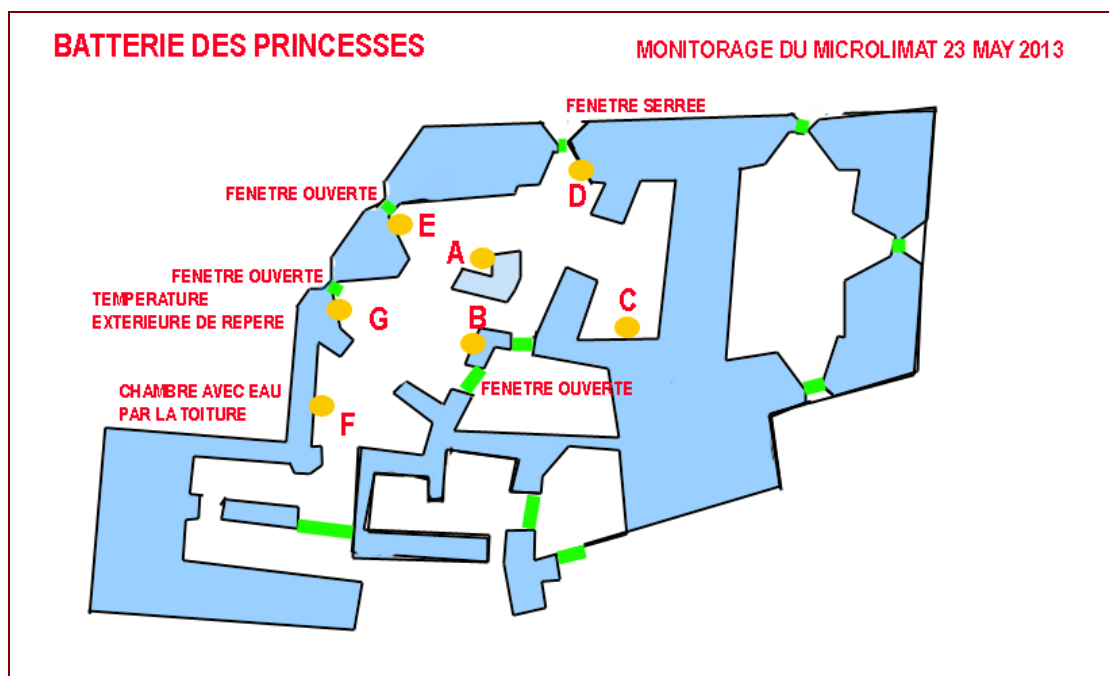 BATTERIE DES PRINCESSES
MONITORAGE DU MICROLIMAT 23 MAY 2013
FENETRE SERREE
D
FENETRE OUVERTE
E
A
FENETRE OUVERTE
TEMPERATURE
EXTERIEURE DE REPERE
G
C
B
FENETRE OUVERTE
CHAMBRE AVEC EAU
PAR LA TOITURE
F